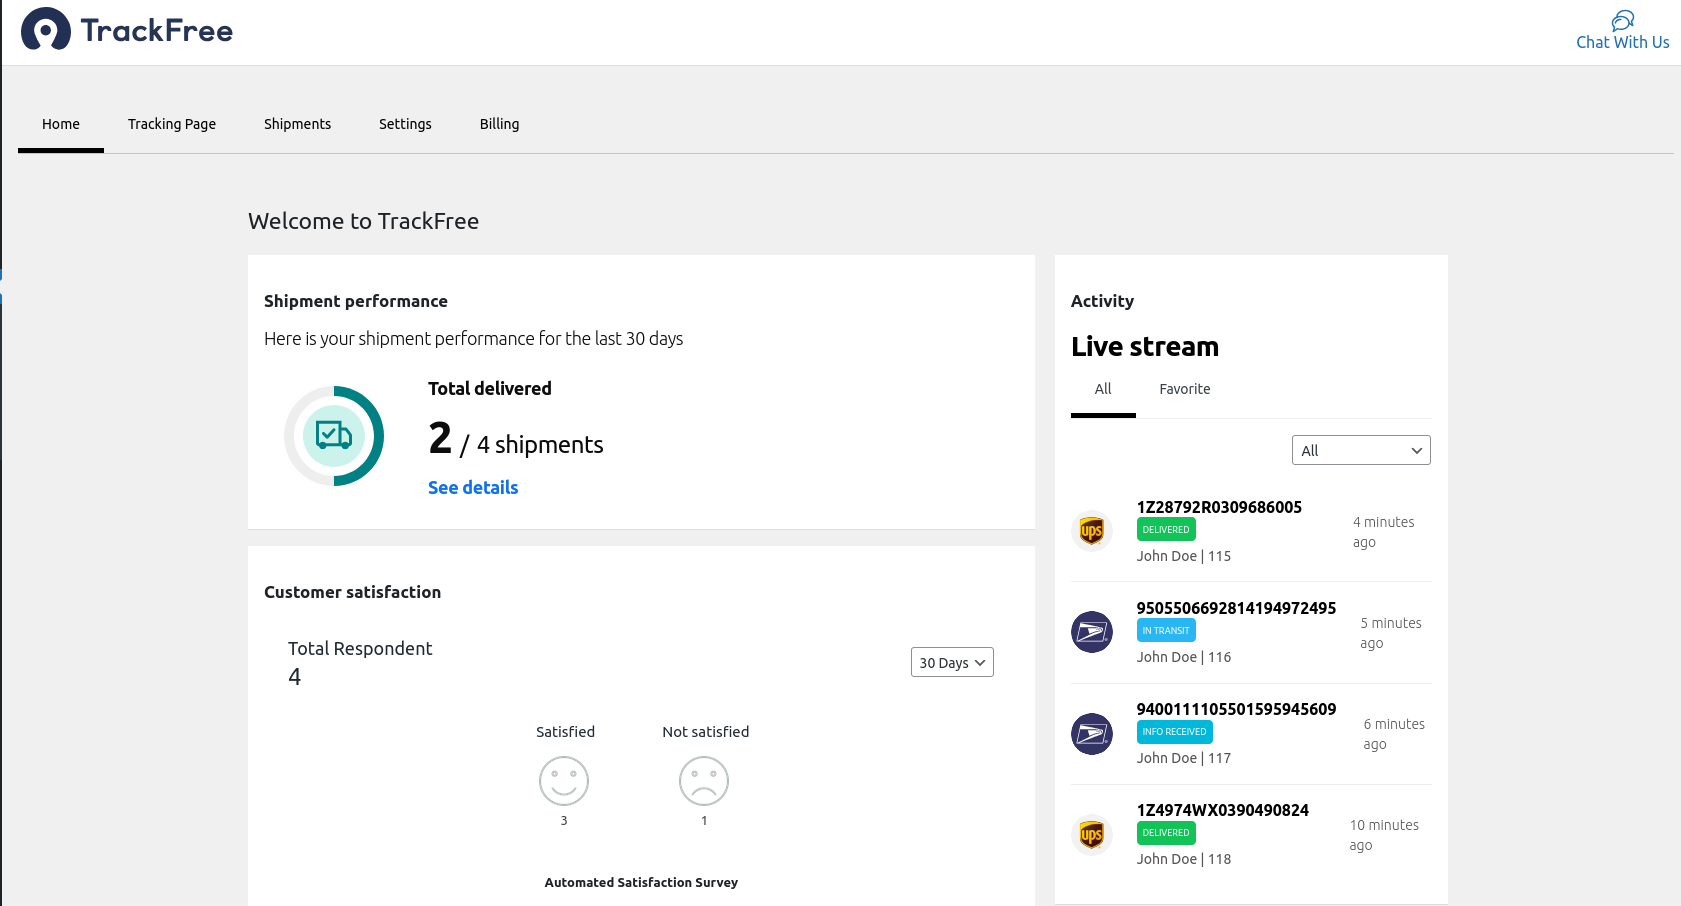 TrackFree
Chat With Us
Home
Tracking Page
Shipments
Settings
Billing
Welcome to TrackFree
Shipment performance
Here is your shipment performance for the last 30 days
Total delivered
2 / 4 shipments
See details
Customer satisfaction
Total Respondent
4
30 Days
Satisfied
Not satisfied
3
1
Automated Satisfaction Survey
Activity
Live stream
All
Favorite
All
ups
1Z28792R0309686005
DELIVERED
John Doe | 115
4 minutes
ago
9505506692814194972495
IN TRANSIT
John Doe | 116
5 minutes
ago
9400111105501595945609
INFO RECEIVED
John Doe | 117
6 minutes
ago
ups
1Z4974WX0390490824
DELIVERED
John Doe | 118
10 minutes
ago